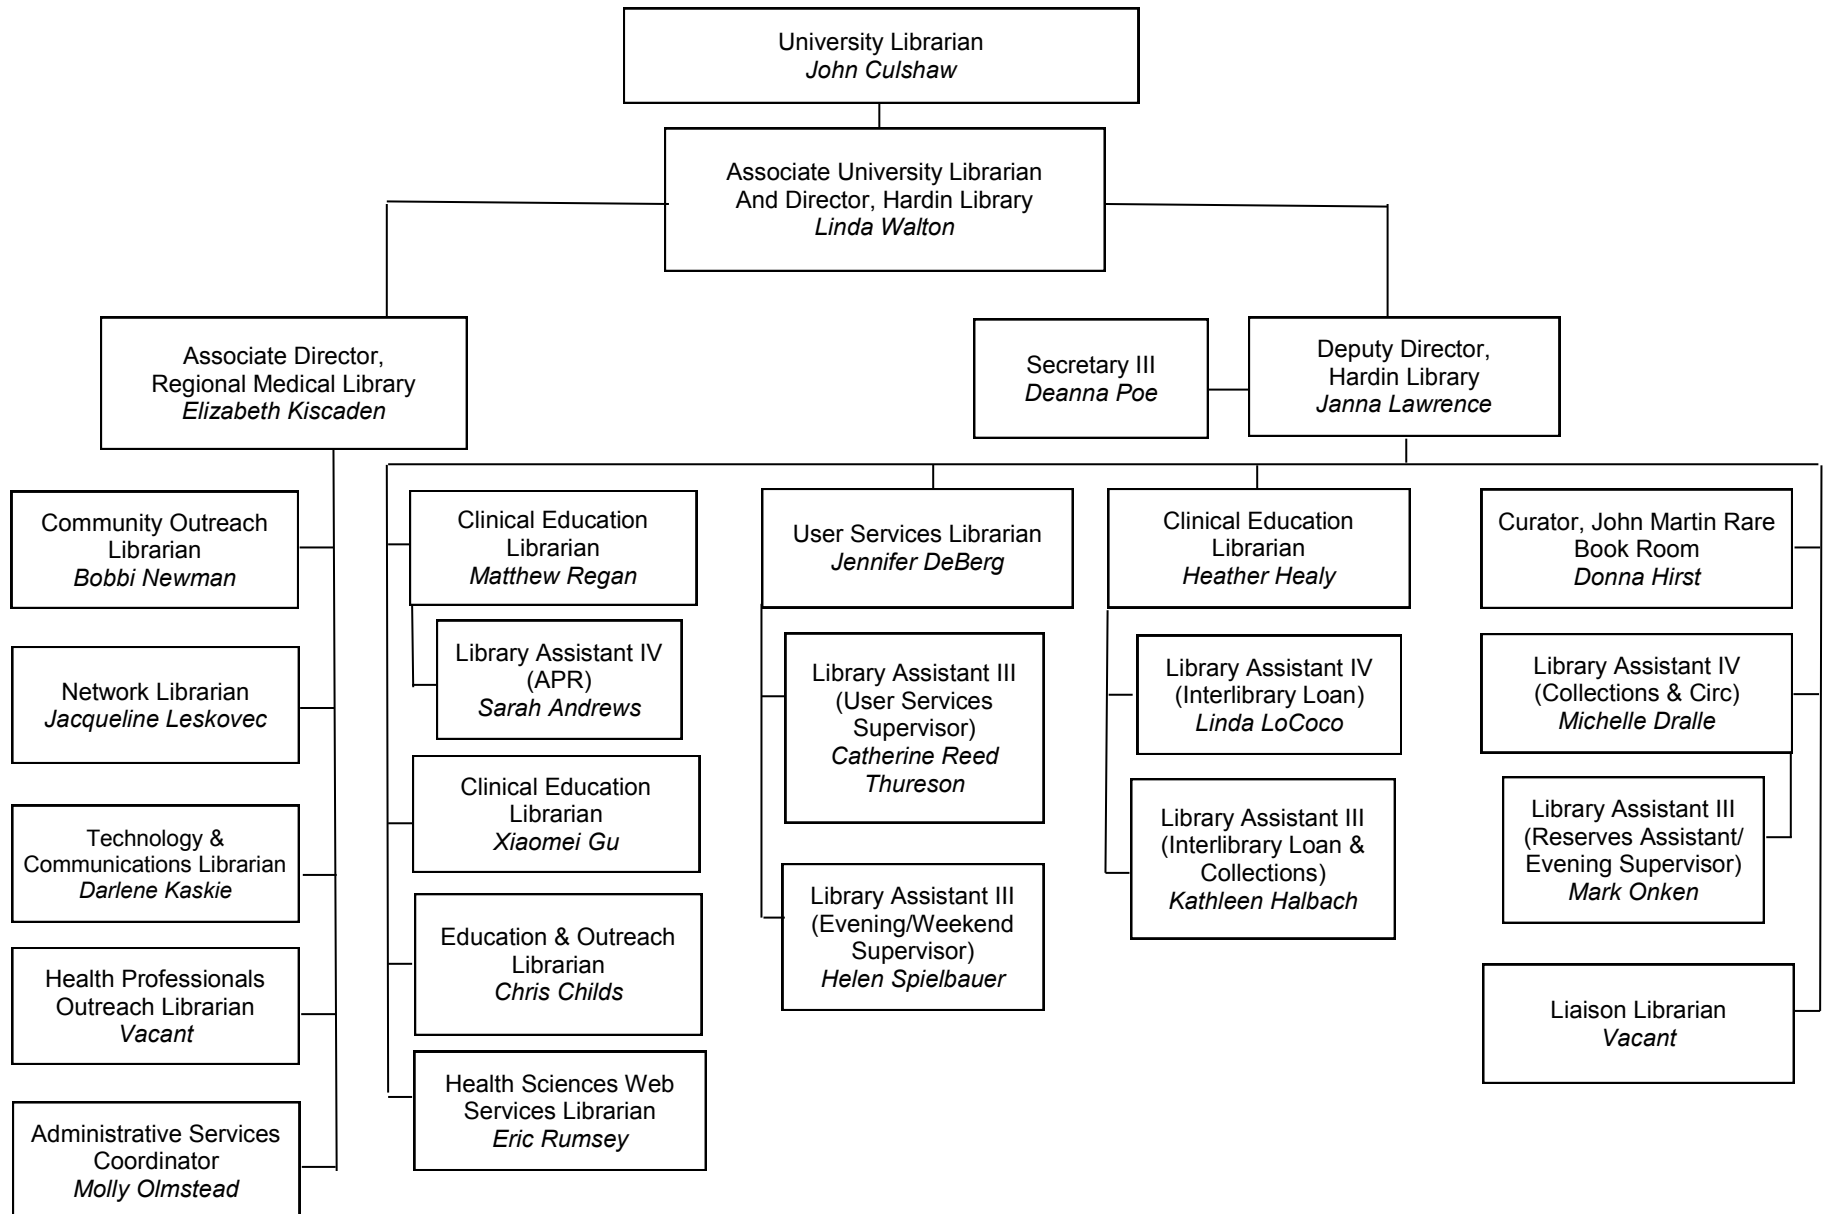 University Librarian
John Culshaw
Associate University Librarian
And Director, Hardin Library
Linda Walton
Associate Director,
Regional Medical Library
Elizabeth Kiscaden
Secretary III
Deanna Poe
Deputy Director,
Hardin Library
Janna Lawrence
Community Outreach
Librarian
Bobbi Newman
Network Librarian
Jacqueline Leskovec
Technology &
Communications Librarian
Darlene Kaskie
Health Professionals
Outreach Librarian
Vacant
Administrative Services
Coordinator
Molly Olmstead
Clinical Education
Librarian
Matthew Regan
Library Assistant IV
(APR)
Sarah Andrews
Clinical Education
Librarian
Xiaomei Gu
Education & Outreach
Librarian
Chris Childs
Health Sciences Web
Services Librarian
Eric Rumsey
User Services Librarian
Jennifer DeBerg
Library Assistant III
(User Services
Supervisor)
Catherine Reed
Thureson
Library Assistant III
(Evening/Weekend
Supervisor)
Helen Spielbauer
Clinical Education
Librarian
Heather Healy
Library Assistant IV
(Interlibrary Loan)
Linda LoCoco
Library Assistant III
(Interlibrary Loan &
Collections)
Kathleen Halbach
Curator, John Martin Rare
Book Room
Donna Hirst
Library Assistant IV
(Collections & Circ)
Michelle Dralle
Library Assistant III
(Reserves Assistant/
Evening Supervisor)
Mark Onken
Liaison Librarian
Vacant